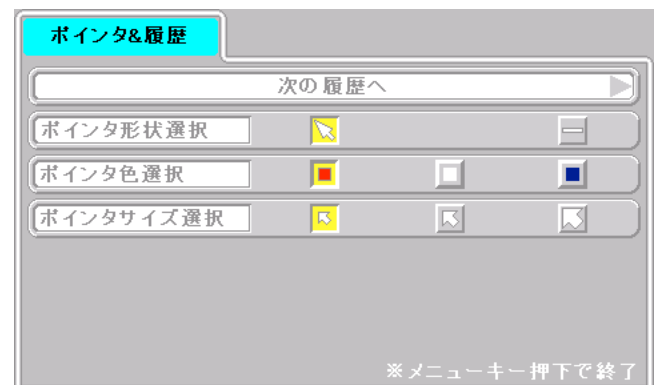 ポインタ&履歴
次の履歴へ
ポインタ形状選択
ポインタ色選択
ポインタサイズ選択
※メニューキー押下で終了